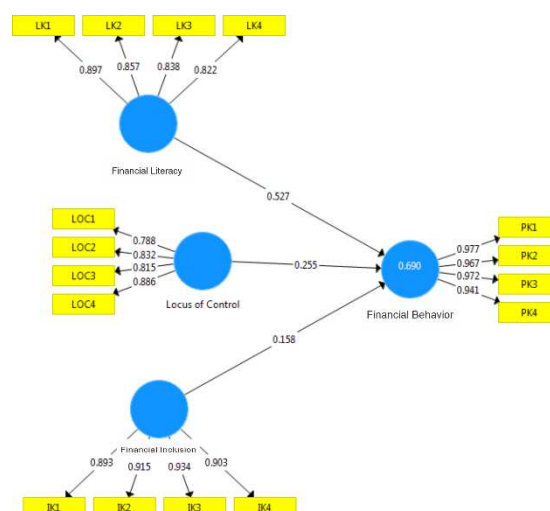 LK1 LK2 LK3 LK4
0.897 0.857 0.838 0.822
Financial Literacy
0.527
LOC1
LOC2
LOC3
LOC4
0.788
0.832
0.815
0.886
Locus of Control
0.255
0.690
Financial Behavior
0.977
0.967
0.972
0.941
PK1
PK2
PK3
PK4
0.158
Financial Inclusion
0.893 0.915 0.934 0.903
IK1 IK2 IK3 IK4